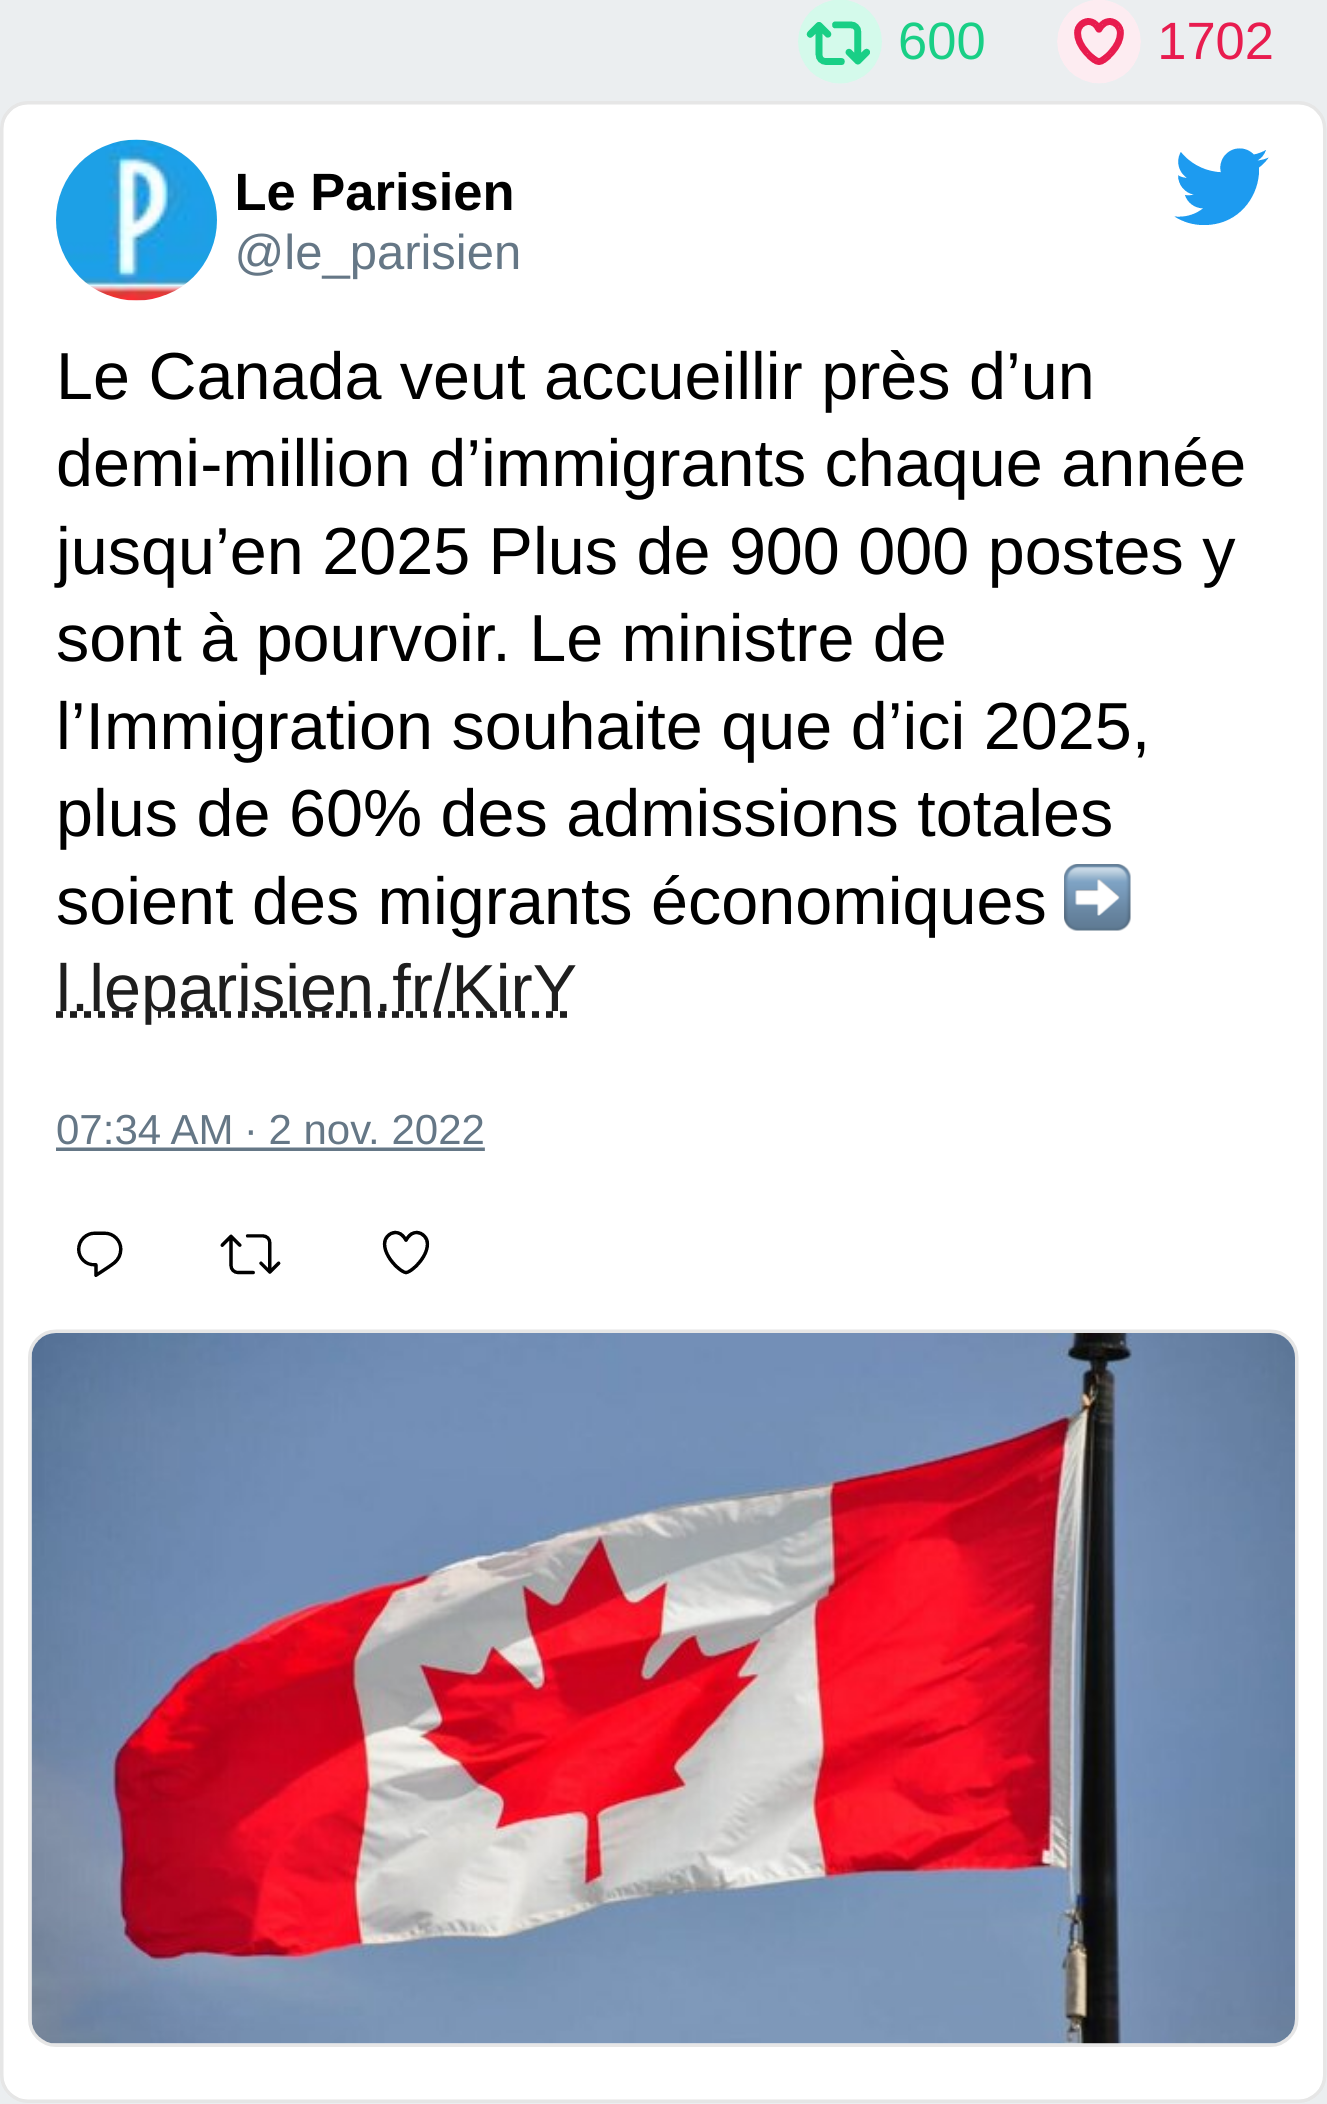 600 1702
Le Parisien
@le_parisien
Le Canada veut accueillir près d’un
demi-million d’immigrants chaque année
jusqu’en 2025 Plus de 900 000 postes y
sont à pourvoir. Le ministre de
l’Immigration souhaite que d’ici 2025,
plus de 60% des admissions totales
soient des migrants économiques ➡️
l.leparisien.fr/KirY
07:34 AM · 2 nov. 2022